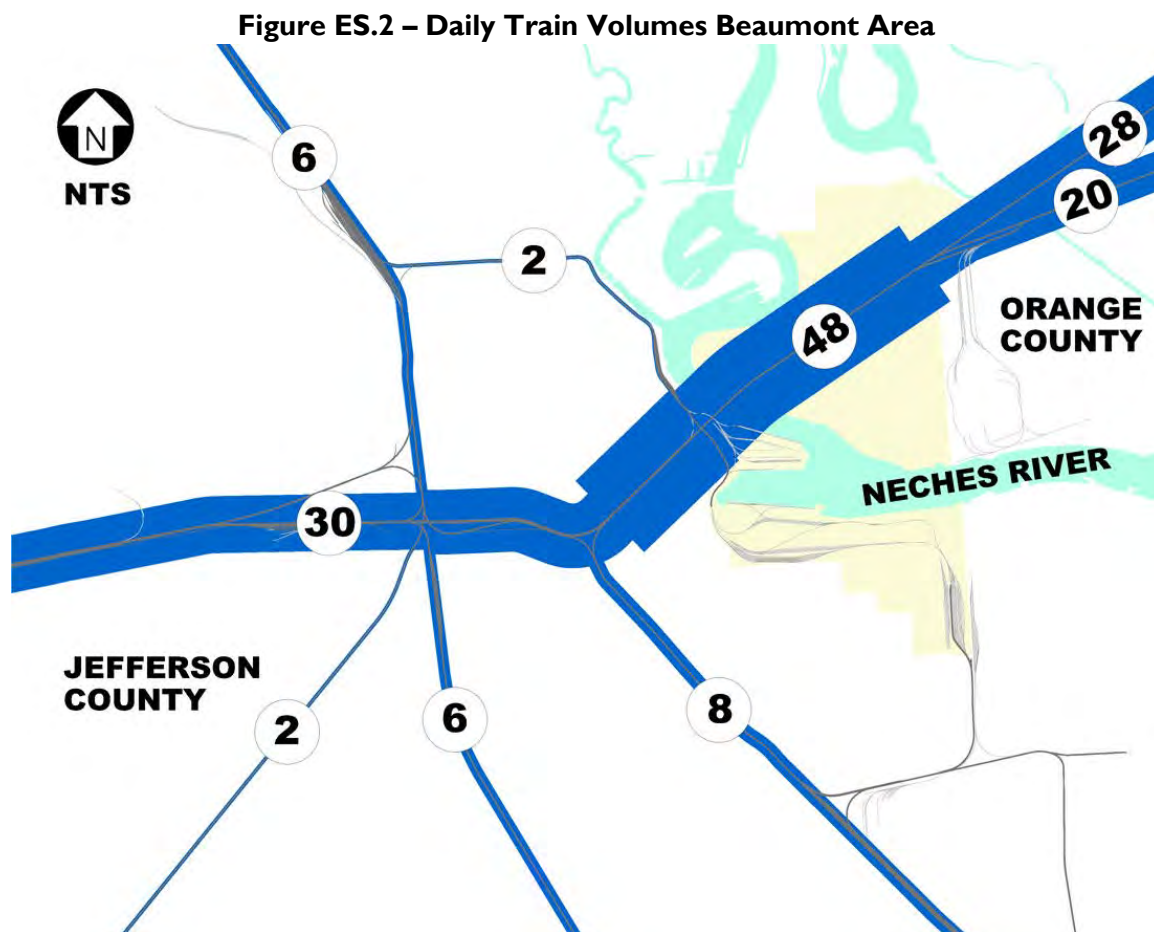 Figure ES.2 – Daily Train Volumes Beaumont Area
N
NTS
6
28
20
2
ORANGE
COUNTY
48
NECHES RIVER
30
JEFFERSON
COUNTY
2
6
8